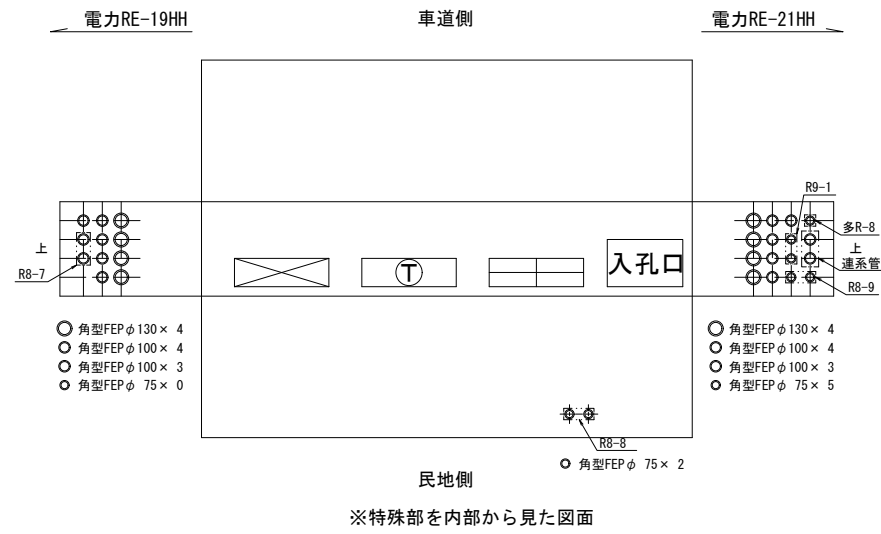 電力RE-19HH
車道側
電力RE-21HH
R9-1
多R-8
上
上
連系管
R8-7
T
入孔口
R8-9
角型FEPφ130× 4
角型FEPφ100× 4
角型FEPφ100× 3
角型FEPφ 75× 0
角型FEPφ130× 4
角型FEPφ100× 4
角型FEPφ100× 3
角型FEPφ 75× 5
R8-8
角型FEPφ 75× 2
民地側
※特殊部を内部から見た図面